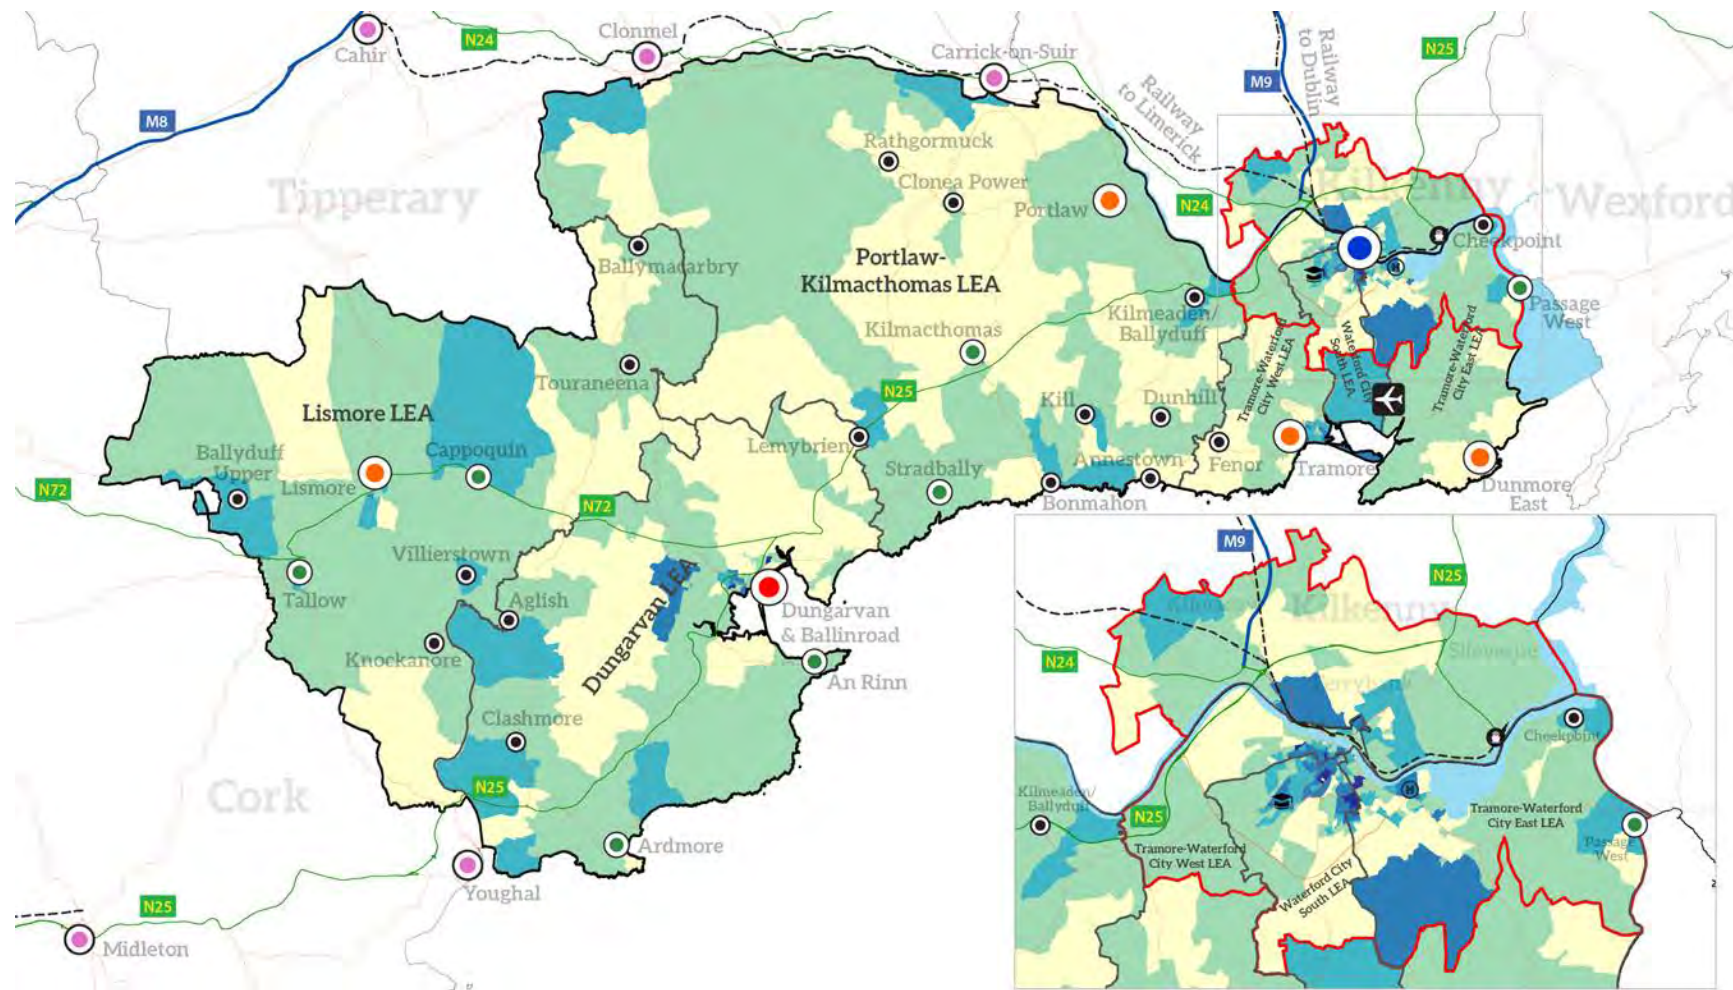 Cahir
N24
Clonmel
Carrick-on-Suir
M9
Railway
to Dublin
N25
M8
Railway
to Limerick
Tipperary
Rathgormuck
Clonea Power
Portlaw
N24
Kilkenny
Wexford
Cheekpoint
Ballymacarbry
Portlaw-
Kilmacthomas LEA
H
Passage
West
Kilmeaden/
Ballyduff
Kilmacthomas
Touraneena
N25
Tramore-Waterford
City West LEA
Waterford City
South LEA
Tramore-Waterford
City East LEA
Lismore LEA
Kill
Dunhill
Ballyduff
Upper
Cappoquin
Lemybrien
Lismore
Stradbally
Annestown
Fenor
Tramore
Dunmore
East
N72
N72
Bonmahon
Villierstown
Tallow
Aglish
Dungarvan LEA
Dungarvan
& Ballinroad
Knockanore
An Rinn
Clashmore
N25
Cork
Ardmore
Youghal
N25
Midleton
M9
N25
Kilkenny
N24
Slieverue
Ferrybank
Cheekpoint
Kilmeaden/
Ballyduff
N25
H
Tramore-Waterford
City East LEA
Passage
West
Tramore-Waterford
City West LEA
Waterford City
South LEA